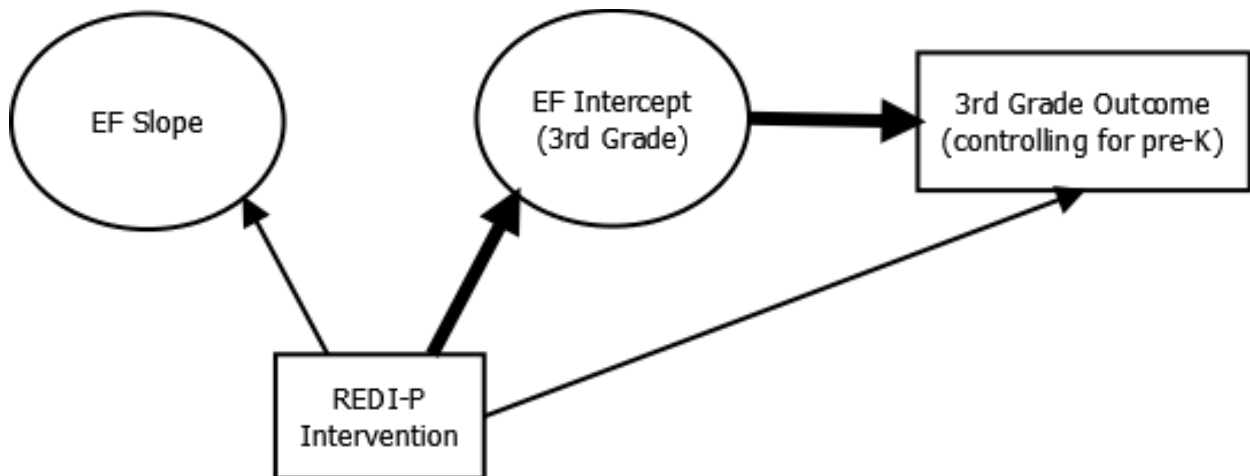 EF Slope
EF Intercept
(3rd Grade)
3rd Grade Outcome
(controlling for pre-K)
REDI-P
Intervention